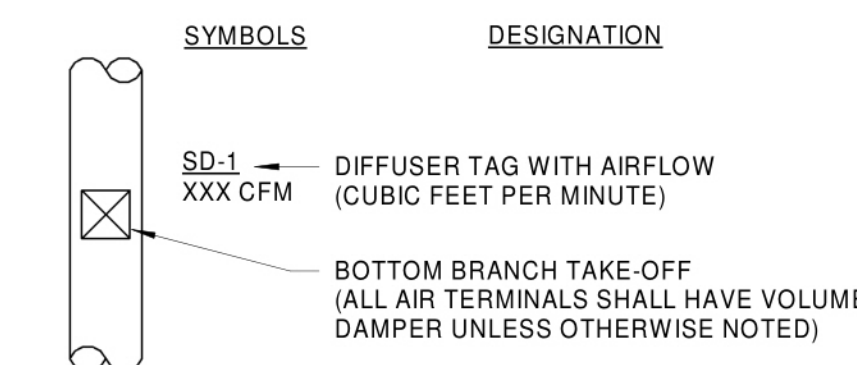 SYMBOLS DESIGNATION
SD-1
XXX CFM
DIFFUSER TAG WITH AIRFLOW
(CUBIC FEET PER MINUTE)
BOTTOM BRANCH TAKE-OFF
(ALL AIR TERMINALS SHALL HAVE VOLUME
DAMPER UNLESS OTHERWISE NOTED)